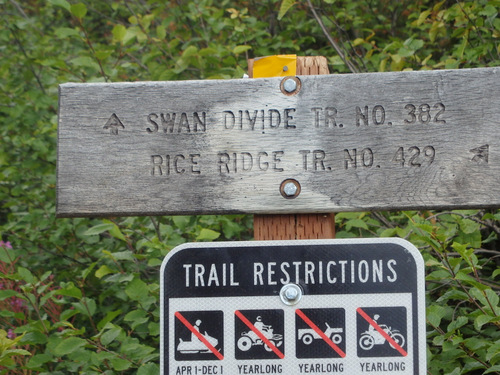 SWAN DIVIDE TR. NO. 382
RICE RIDGE TR. NO. 429
TRAIL RESTRICTIONS
APR 1-DEC 1 YEARLONG YEARLONG YEARLONG